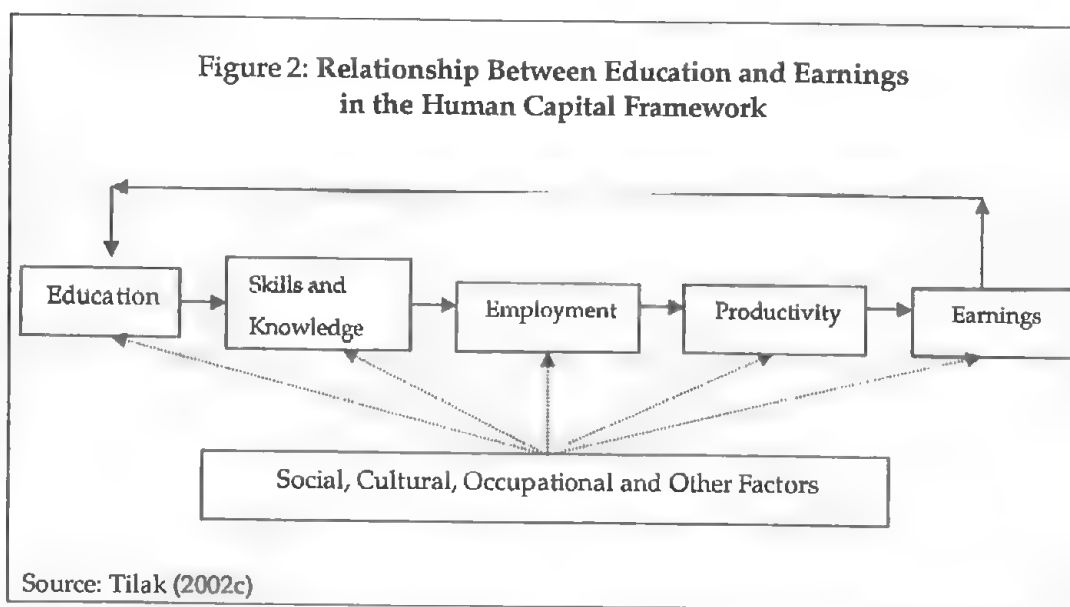 Figure 2: Relationship Between Education and Earnings
in the Human Capital Framework
Education
Skills and
Knowledge
Employment
Productivity
Earnings
Social, Cultural, Occupational and Other Factors
Source: Tilak (2002c)